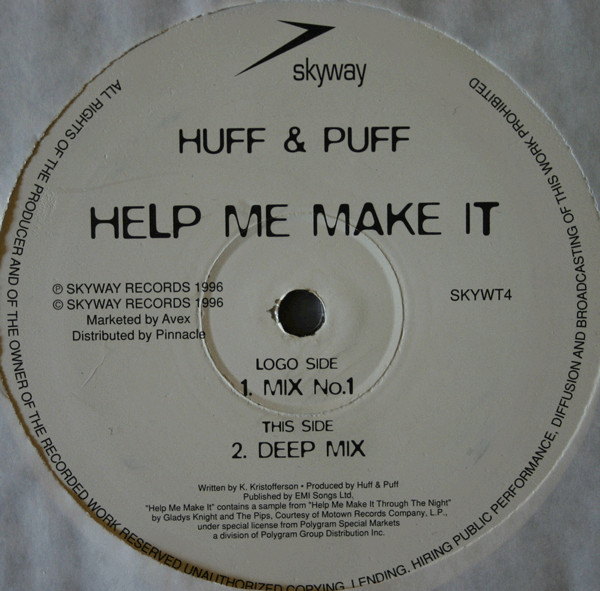 skyway
HUFF & PUFF
HELP ME MAKE IT
℗ SKYWAY RECORDS 1996
© SKYWAY RECORDS 1996
Marketed by Avex
Distributed by Pinnacle
SKYWT4
LOGO SIDE
1. MIX No.1
THIS SIDE
2. DEEP MIX
Written by K. Kristofferson • Produced by Huff & Puff
Published by EMI Songs Ltd,
"Help Me Make It" contains a sample from "Help Me Make It Through The Night"
by Gladys Knight and The Pips, Courtesy of Motown Records Company, L.P.,
under special license from Polygram Special Markets
a division of Polygram Group Distribution Inc.
ALL RIGHTS OF THE PRODUCER AND OF THE OWNER OF THE RECORDED WORK RESERVED UNAUTHORIZED COPYING, LENDING. HIRING PUBLIC PERFORMANCE, DIFFUSION AND BROADCASTING OF THIS WORK PROHIBITED